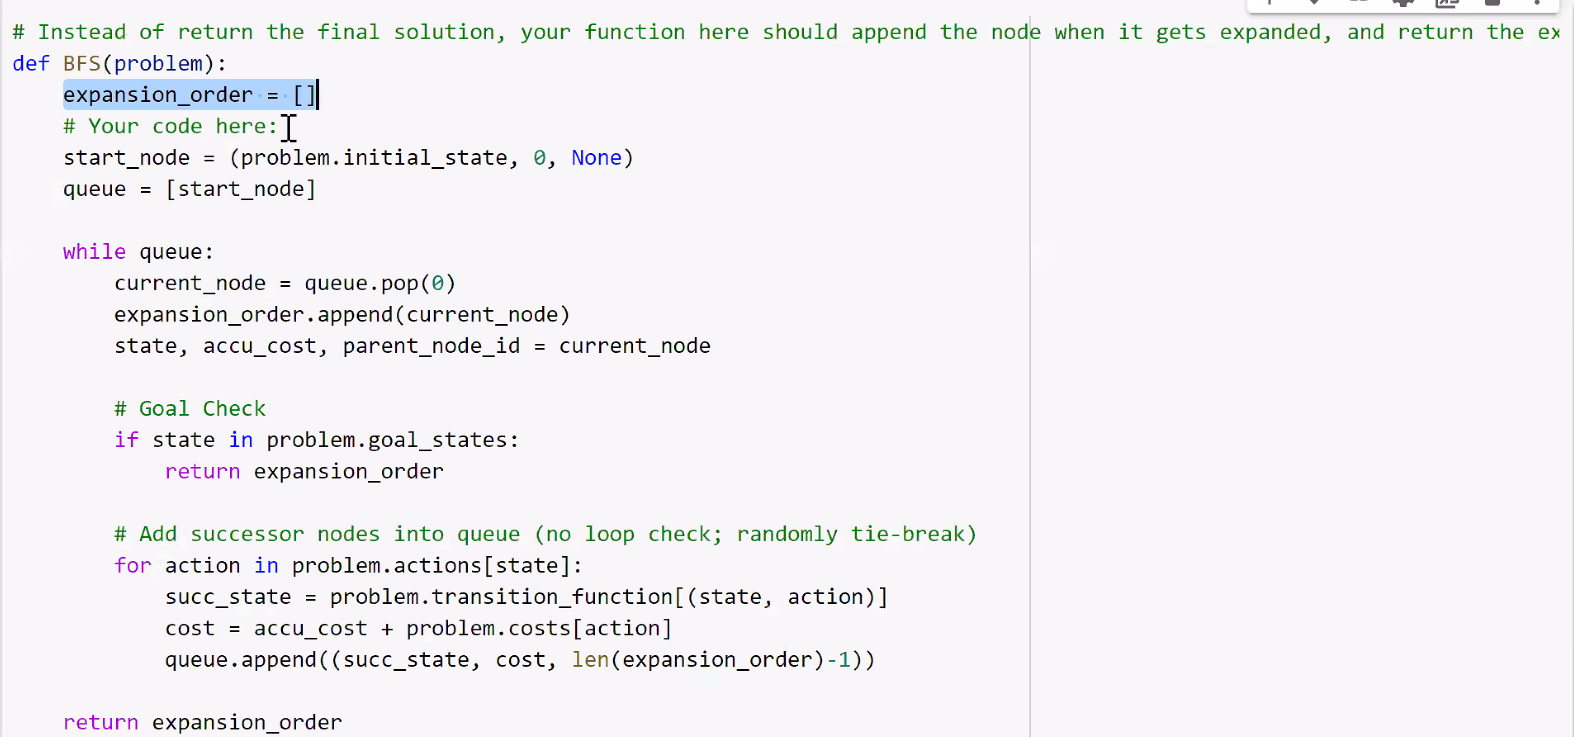 # Instead of return the final solution, your function here should append the node when it gets expanded, and return the ex
def BFS(problem):
    expansion_order = []
    # Your code here:
    start_node = (problem.initial_state, 0, None)
    queue = [start_node]
    while queue:
        current_node = queue.pop(0)
        expansion_order.append(current_node)
        state, accu_cost, parent_node_id = current_node
        # Goal Check
        if state in problem.goal_states:
            return expansion_order
        # Add successor nodes into queue (no loop check; randomly tie-break)
        for action in problem.actions[state]:
            succ_state = problem.transition_function[(state, action)]
            cost = accu_cost + problem.costs[action]
            queue.append((succ_state, cost, len(expansion_order)-1))
    return expansion_order